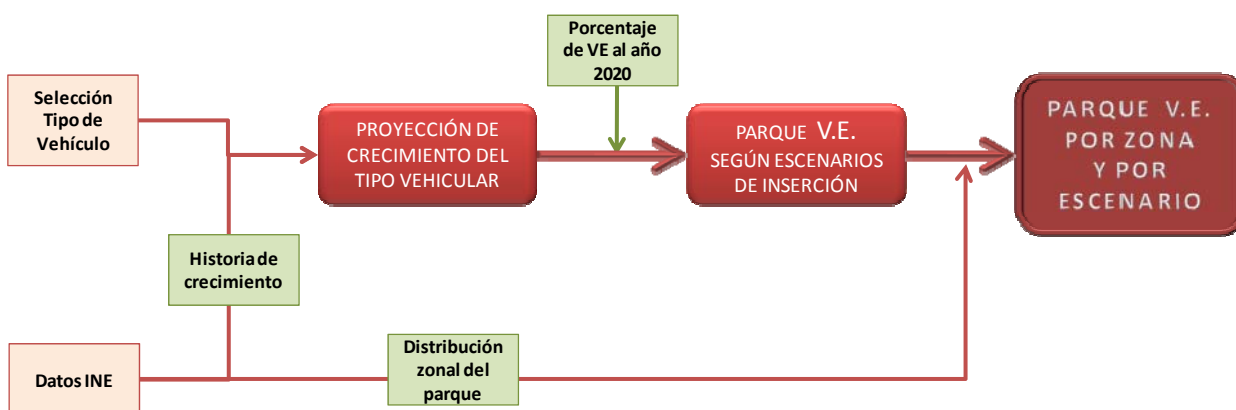 Porcentaje
de VE al año
2020
Selección
Tipo de
Vehículo
PROYECCIÓN DE
CRECIMIENTO DEL
TIPO VEHICULAR
PARQUE V.E.
SEGÚN ESCENARIOS
DE INSERCIÓN
PARQUE V.E.
POR ZONA
Y POR
ESCENARIO
Historia de
crecimiento
Datos INE
Distribución
zonal del
parque